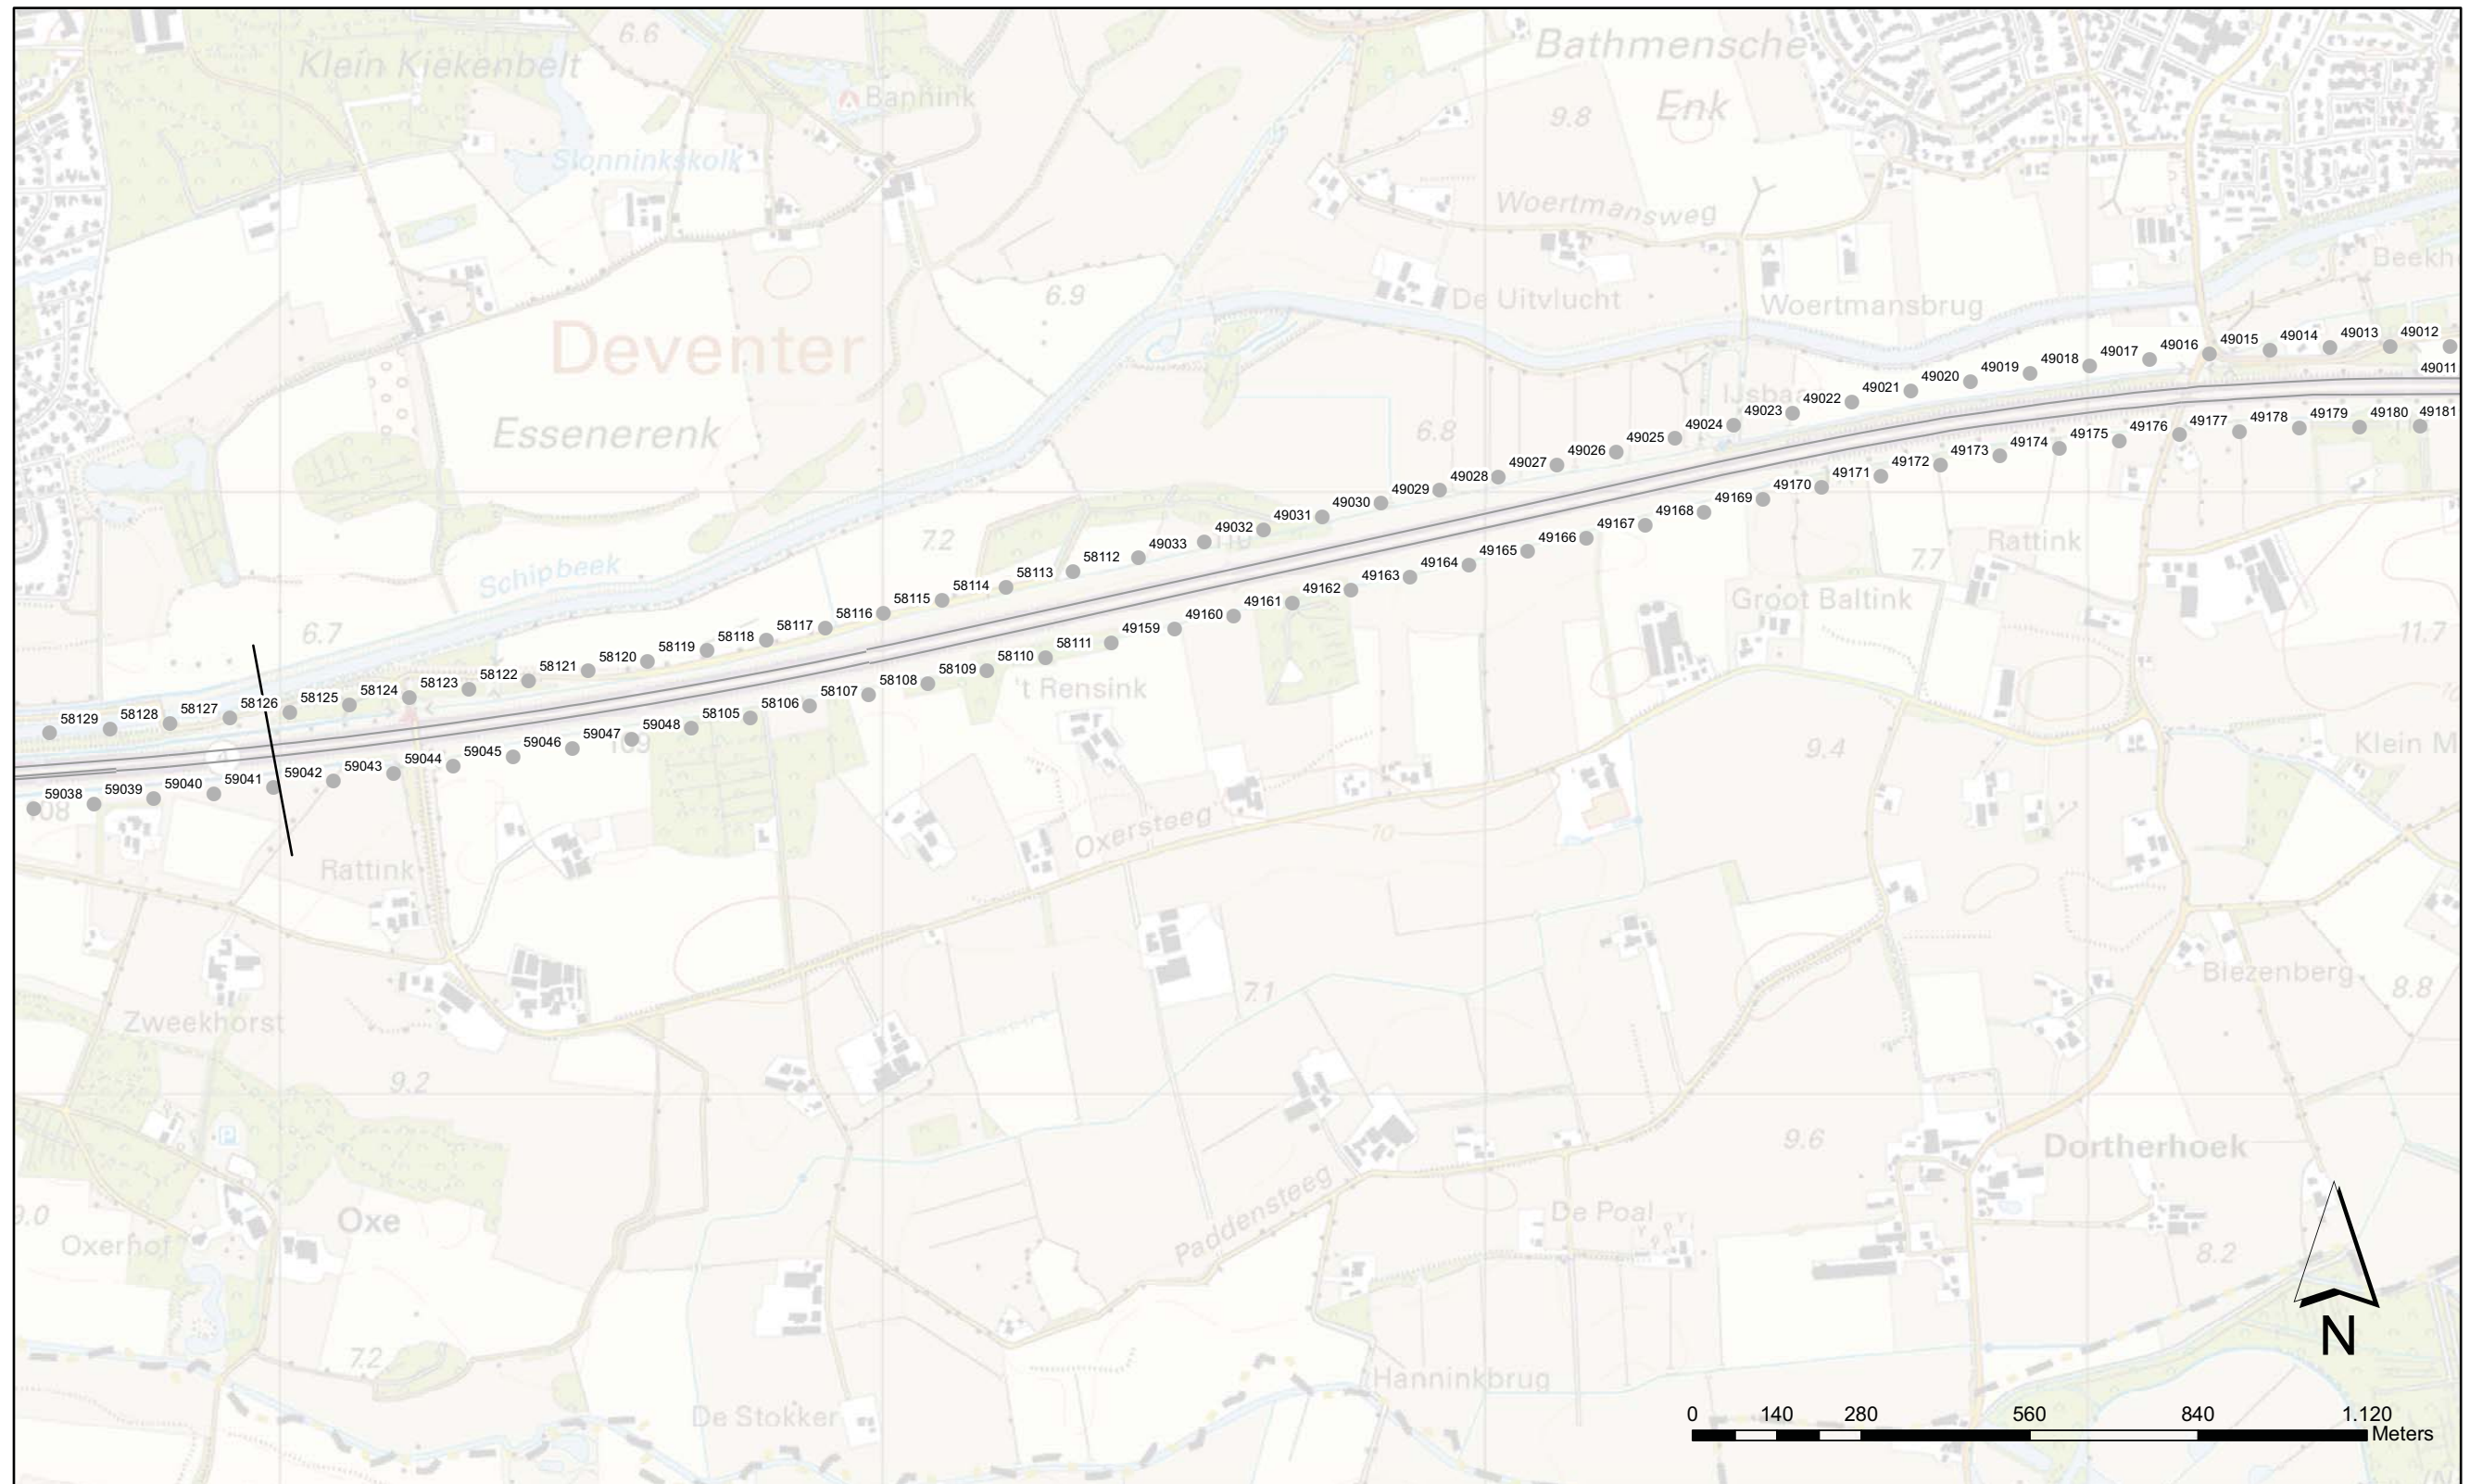 Klein Kiekenbelt
6.6
Bannink
Bathmensche
Enk
9.8
Slonninkskolk
Woertmansweg
6.9
De Uitvlucht
Woertmansbrug
Deventer
Essenerenk
6.8
49016 49015 49014 49013 49012
49011
49024 49023 49022 49021 49020 49019 49018 49017
49176 49177 49178 49179 49180 49181
49033 49032 49031 49030 49029 49028 49027 49026 49025
49169 49170 49171 49172 49173 49174 49175
7.2
Schipbeek
58117 58116 58115 58114 58113 58112
49162 49163 49164 49165 49166 49167 49168
7.7
Rattink
Groot Baltink
11.7
6.7
58129 58128 58127 58126 58125 58124 58123 58122 58121 58120 58119 58118
58105 58106 58107 58108 58109 58110 58111 49159 49160 49161
't Rensink
59038 59039 59040 59041 59042 59043 59044 59045 59046 59047 59048
109
9.4
Klein M
Oxersteeg
70
Rattink
7.1
Blezenberg
8.8
Zweekhorst
9.2
9.6
Dortherhoek
P
Oxe
Oxerhof
Paddensteeg
De Poal
8.2
7.2
N
Hanninkbrug
De Stokker
0 140 280 560 840 1.120
Meters